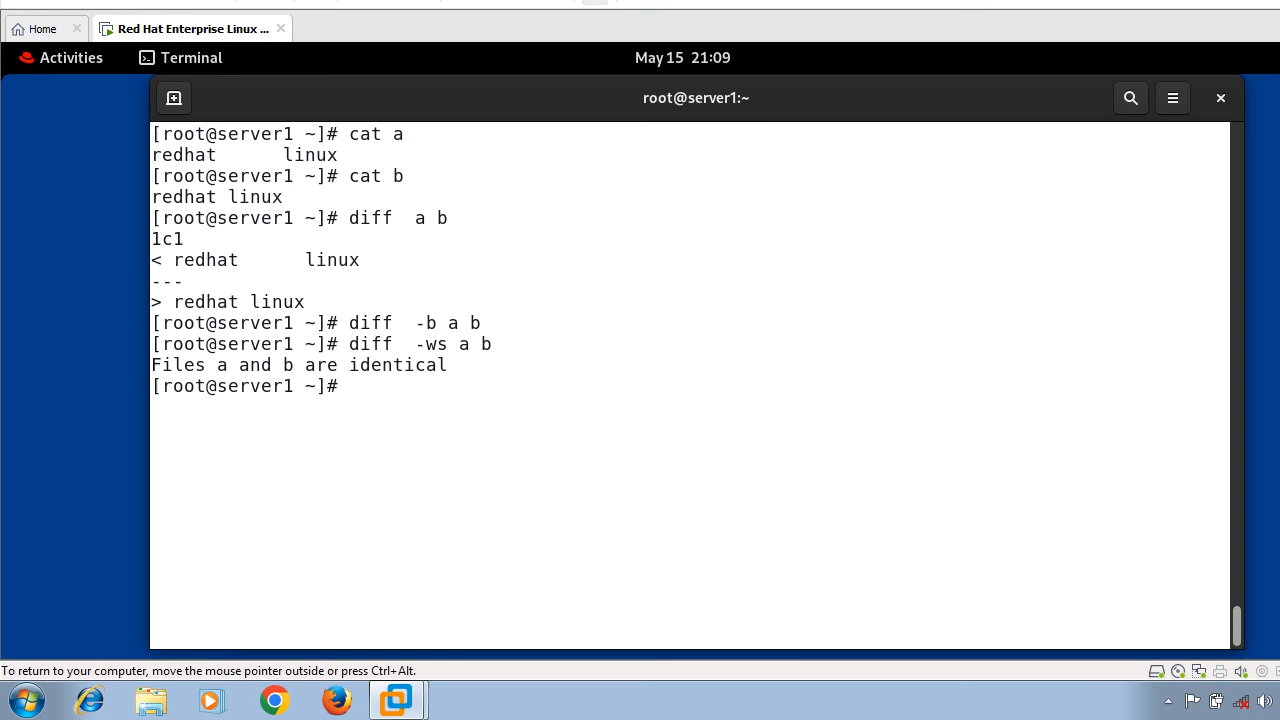 Home
Red Hat Enterprise Linux ...
Activities
Terminal
May 15 21:09
root@server1:~
[root@server1 ~]# cat a
redhat      linux
[root@server1 ~]# cat b
redhat linux
[root@server1 ~]# diff  a b
1c1
< redhat      linux
---
> redhat linux
[root@server1 ~]# diff  -b a b
[root@server1 ~]# diff  -ws a b
Files a and b are identical
[root@server1 ~]#
To return to your computer, move the mouse pointer outside or press Ctrl+Alt.